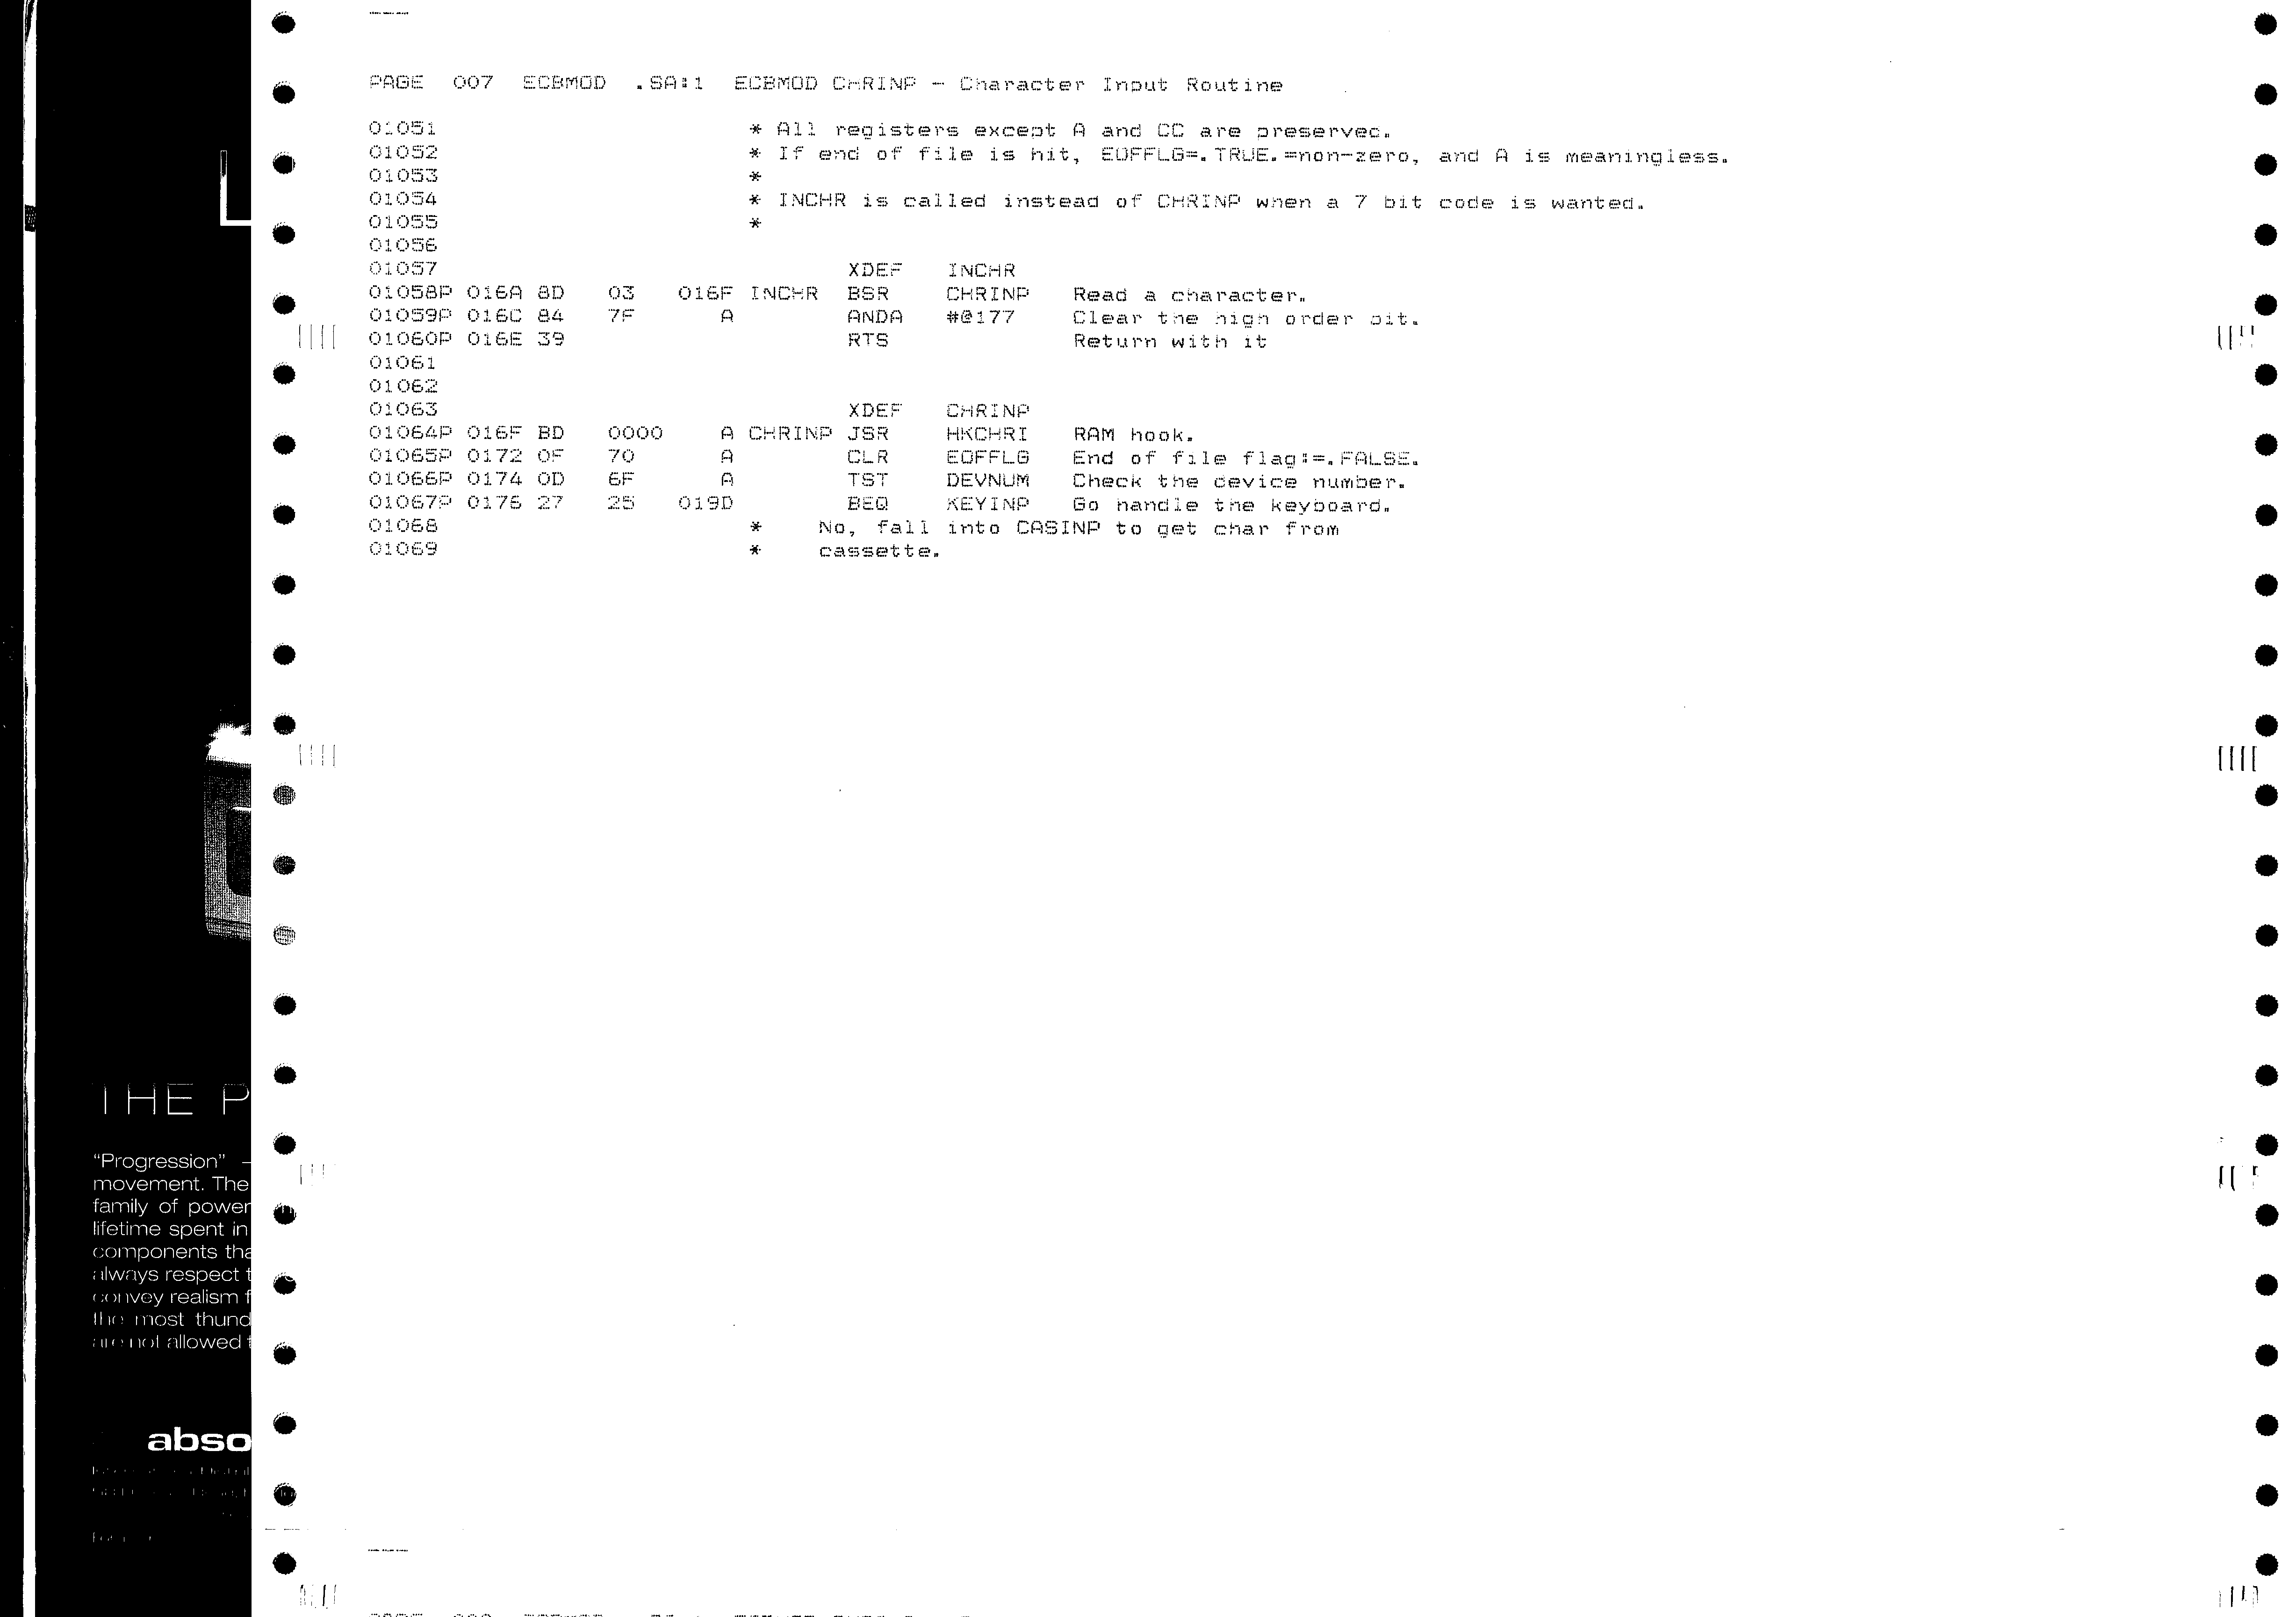 PAGE 007 ECBMOD .SA:1 ECBMOD CHRINP - Character Input Routine
01051 * All registers except A and CC are preserved.
01052 * If end of file is hit, EOFFLG=.TRUE.=non-zero, and A is meaningless.
01053 *
01054 * INCHR is called instead of CHRINP when a 7 bit code is wanted.
01055 *
01056
01057 XDEF INCHR
01058P 016A 8D 03 016F INCHR BSR CHRINP Read a character.
01059P 016C 84 7F A ANDA #@177 Clear the high order bit.
01060P 016E 39 RTS Return with it
01061
01062
01063 XDEF CHRINP
01064P 016F BD 0000 A CHRINP JSR HKCHRI RAM hook.
01065P 0172 0F 70 A CLR EOFFLG End of file flag:=.FALSE.
01066P 0174 0D 6F A TST DEVNUM Check the device number.
01067P 0176 27 25 019D BEQ KEYINP Go handle the keyboard.
01068 * No, fall into CASINP to get char from
01069 * cassette.
THE P
"Progression" –
movement. The
family of power
lifetime spent in
components tha
always respect t
convey realism f
the most thund
are not allowed t
abso